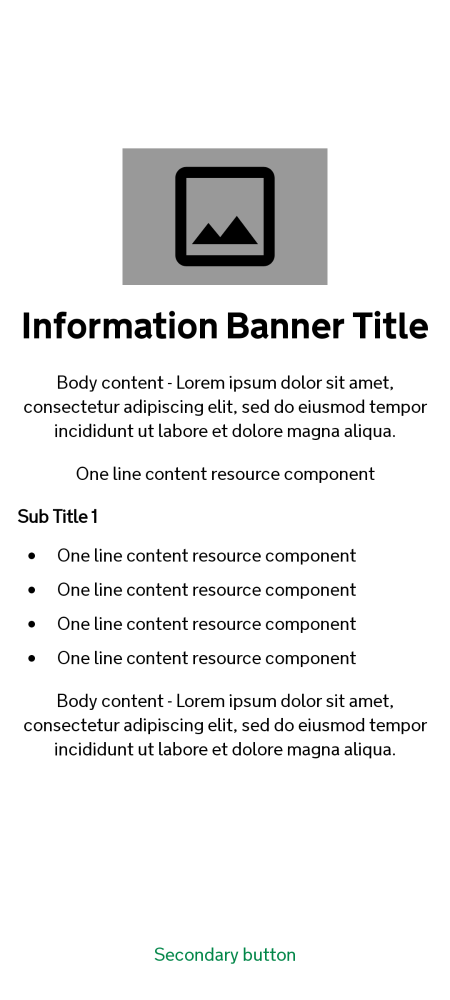 Information Banner Title
Body content - Lorem ipsum dolor sit amet,
consectetur adipiscing elit, sed do eiusmod tempor
incididunt ut labore et dolore magna aliqua.
One line content resource component
Sub Title 1
• One line content resource component
• One line content resource component
• One line content resource component
• One line content resource component
Body content - Lorem ipsum dolor sit amet,
consectetur adipiscing elit, sed do eiusmod tempor
incididunt ut labore et dolore magna aliqua.
Secondary button